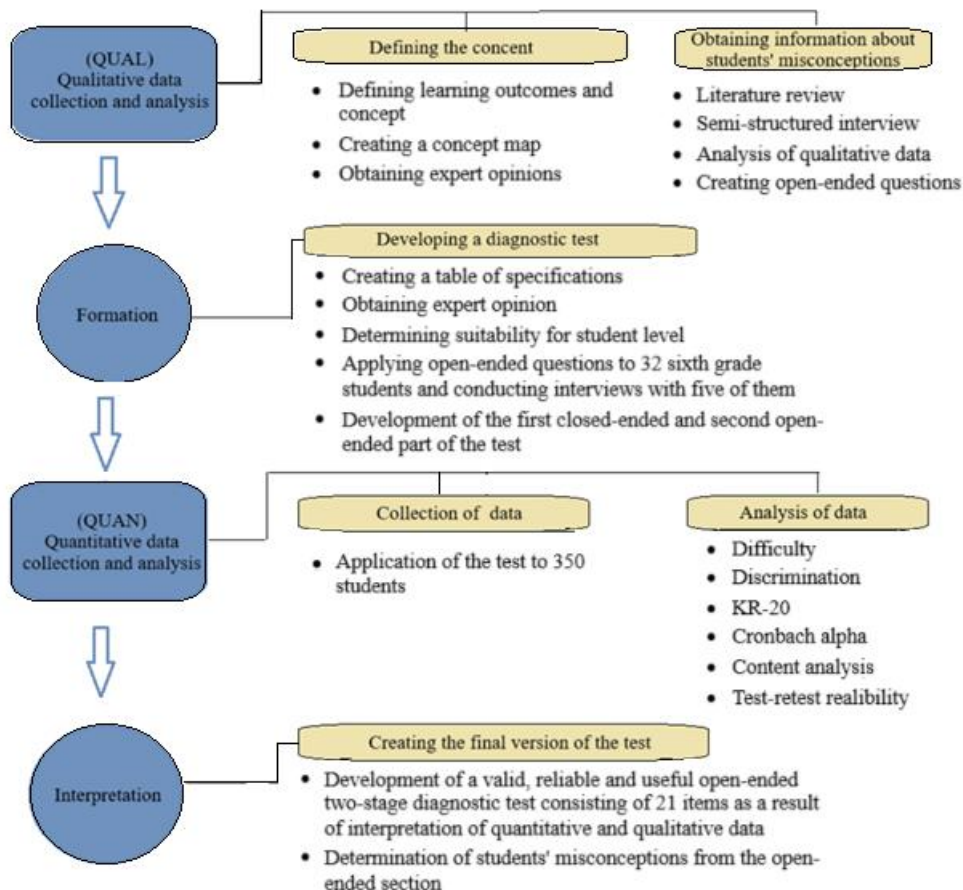 (QUAL)
Qualitative data
collection and analysis
Defining the concent
• Defining learning outcomes and
concept
• Creating a concept map
• Obtaining expert opinions
Obtaining information about
students' misconceptions
• Literature review
• Semi-structured interview
• Analysis of qualitative data
• Creating open-ended questions
Formation
Developing a diagnostic test
• Creating a table of specifications
• Obtaining expert opinion
• Determining suitability for student level
• Applying open-ended questions to 32 sixth grade
students and conducting interviews with five of them
• Development of the first closed-ended and second open-
ended part of the test
(QUAN)
Quantitative data
collection and analysis
Collection of data
• Application of the test to 350
students
Analysis of data
• Difficulty
• Discrimination
• KR-20
• Cronbach alpha
• Content analysis
• Test-retest realibility
Interpretation
Creating the final version of the test
• Development of a valid, reliable and useful open-ended
two-stage diagnostic test consisting of 21 items as a result
of interpretation of quantitative and qualitative data
• Determination of students' misconceptions from the open-
ended section